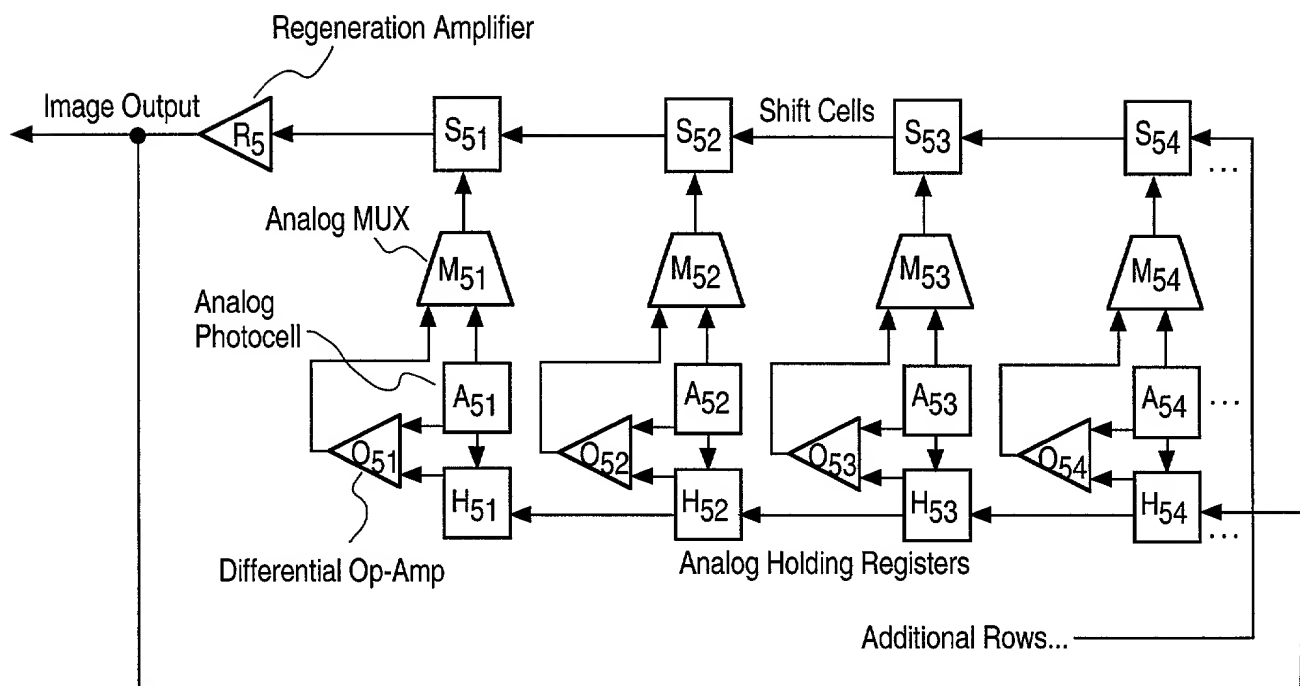 Regeneration Amplifier
Image Output
R5
S51
S52
Shift Cells
S53
S54
...
Analog MUX
M51
M52
M53
M54
Analog
Photocell
A51
A52
A53
A54
...
O51
O52
O53
O54
H51
H52
H53
H54
...
Differential Op-Amp
Analog Holding Registers
Additional Rows...